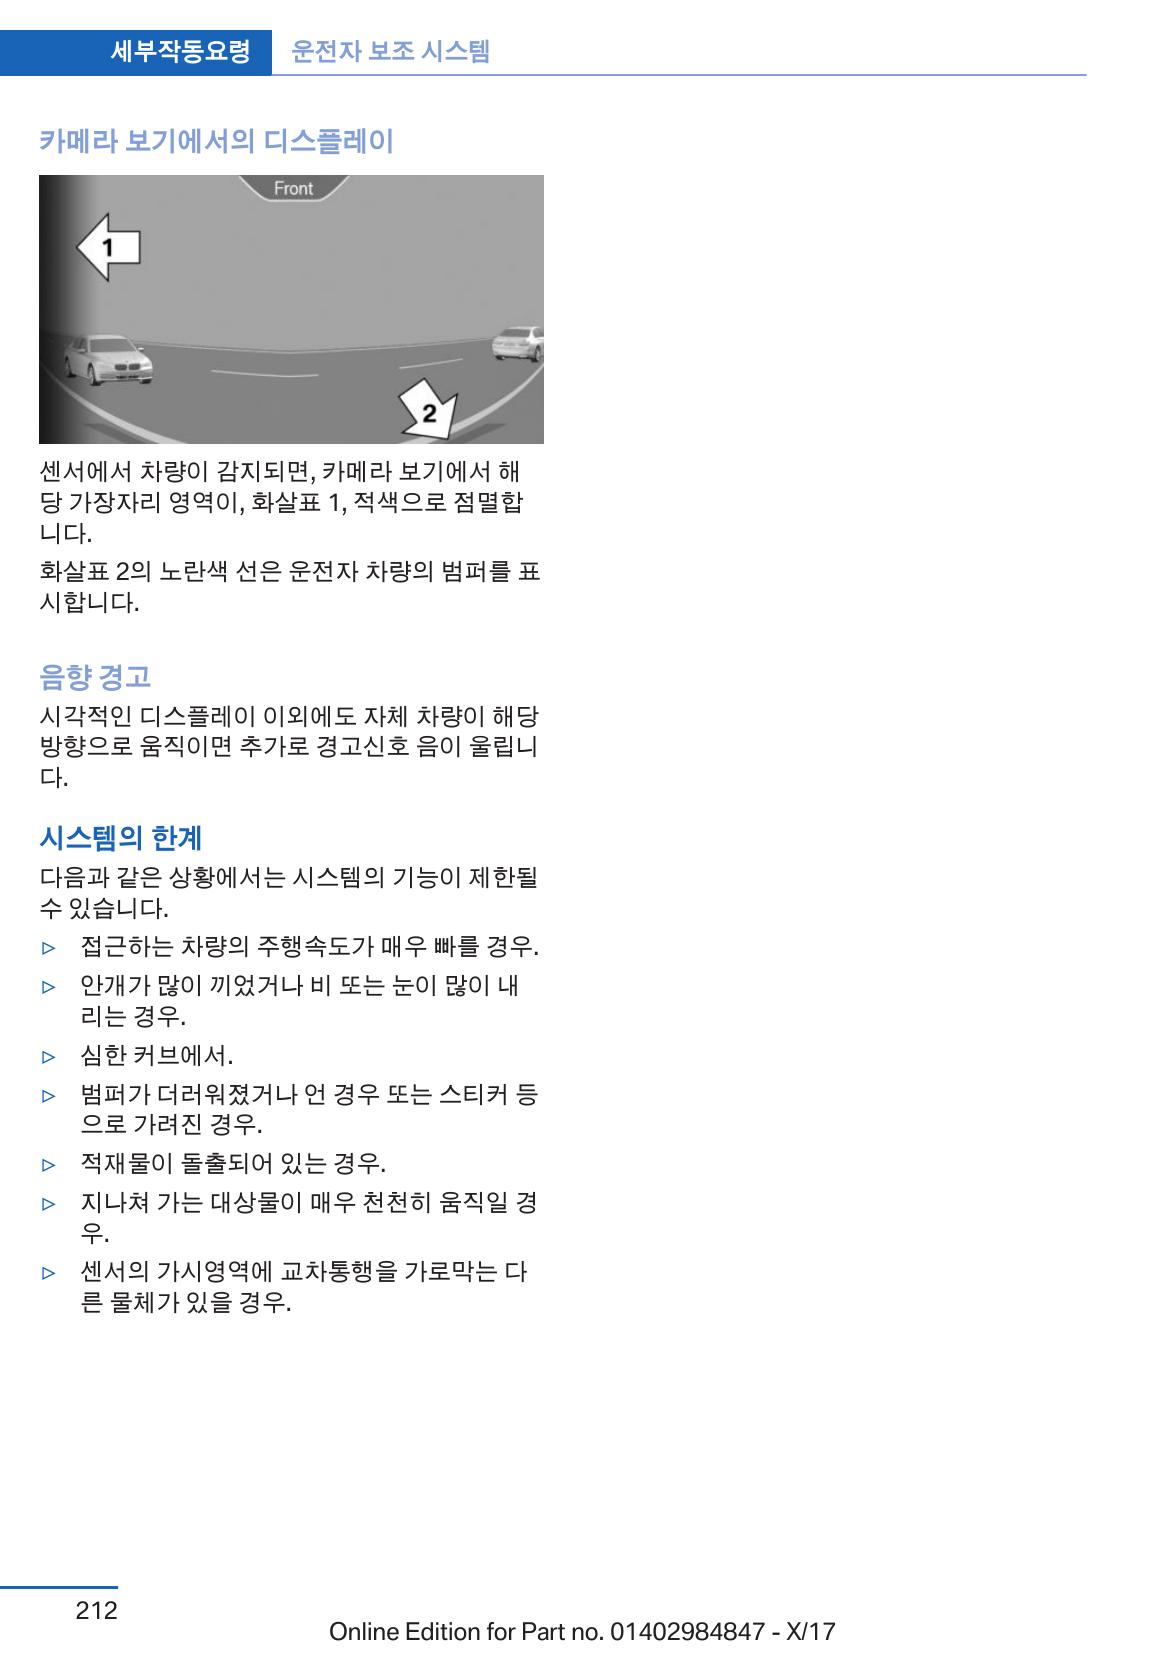 세부작동요령 운전자 보조 시스템
카메라 보기에서의 디스플레이
Front
1
2
센서에서 차량이 감지되면, 카메라 보기에서 해
당 가장자리 영역이, 화살표 1, 적색으로 점멸합
니다.
화살표 2의 노란색 선은 운전자 차량의 범퍼를 표
시합니다.
음향 경고
시각적인 디스플레이 이외에도 자체 차량이 해당
방향으로 움직이면 추가로 경고신호 음이 울립니
다.
시스템의 한계
다음과 같은 상황에서는 시스템의 기능이 제한될
수 있습니다.
▷ 접근하는 차량의 주행속도가 매우 빠를 경우.
▷ 안개가 많이 끼었거나 비 또는 눈이 많이 내
리는 경우.
▷ 심한 커브에서.
▷ 범퍼가 더러워졌거나 언 경우 또는 스티커 등
으로 가려진 경우.
▷ 적재물이 돌출되어 있는 경우.
▷ 지나쳐 가는 대상물이 매우 천천히 움직일 경
우.
▷ 센서의 가시영역에 교차통행을 가로막는 다
른 물체가 있을 경우.
212
Online Edition for Part no. 01402984847 - X/17